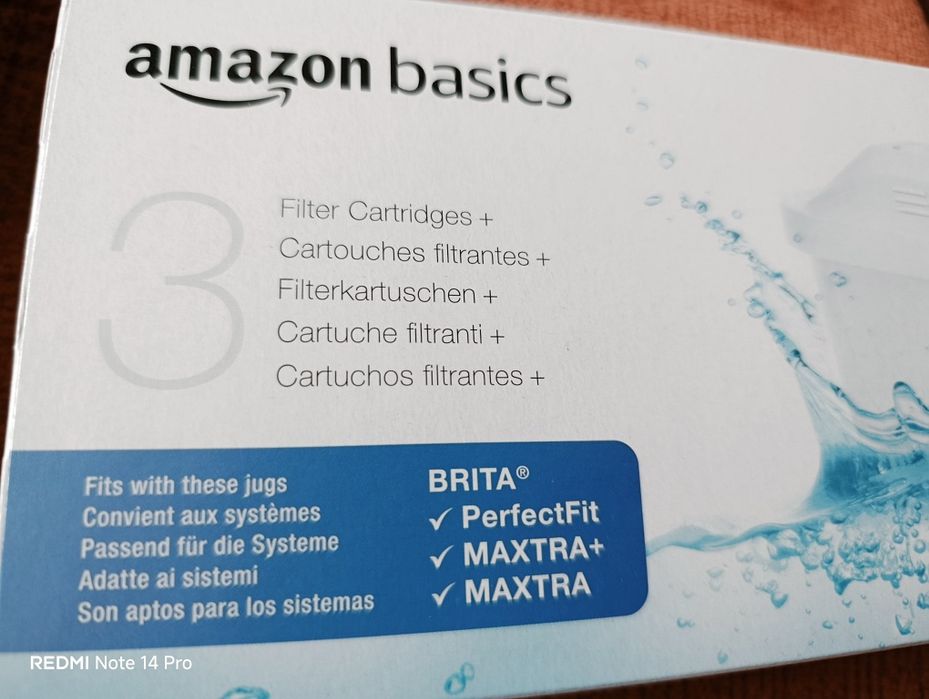 amazon basics
3
Filter Cartridges +
Cartouches filtrantes +
Filterkartuschen +
Cartuche filtranti +
Cartuchos filtrantes +
Fits with these jugs
Convient aux systèmes
Passend für die Systeme
Adatte ai sistemi
Son aptos para los sistemas
BRITA®
✓ PerfectFit
✓ MAXTRA+
✓ MAXTRA
REDMI Note 14 Pro